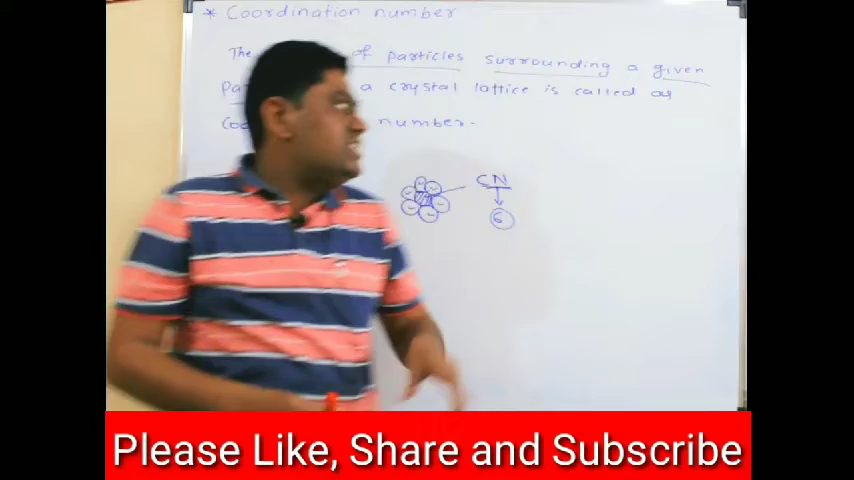 * Coordination number
The of particles surrounding a given
a crystal lattice is called as
number.
CN
6
Please Like, Share and Subscribe